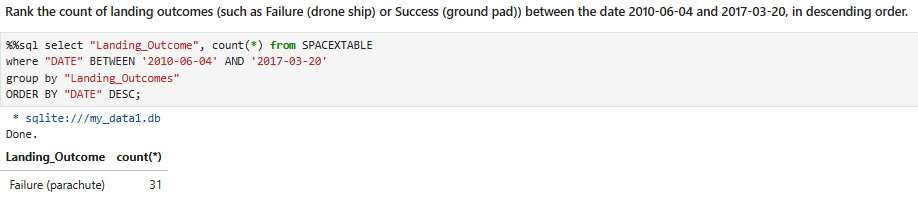 Rank the count of landing outcomes (such as Failure (drone ship) or Success (ground pad)) between the date 2010-06-04 and 2017-03-20, in descending order.
%%sql select "Landing_Outcome", count(*) from SPACEXTABLE
where "DATE" BETWEEN '2010-06-04' AND '2017-03-20'
group by "Landing_Outcomes"
ORDER BY "DATE" DESC;
* sqlite:///my_data1.db
Done.
Landing_Outcome count(*)
Failure (parachute) 31